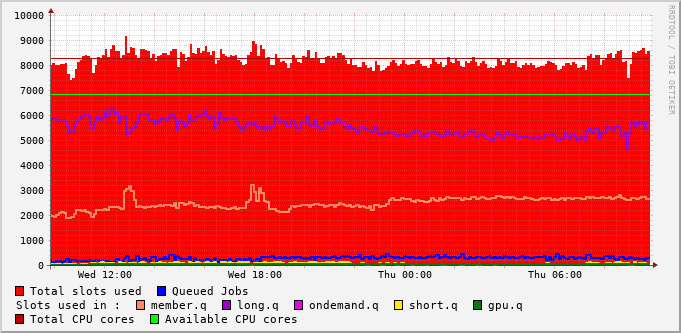 10000
9000
8000
7000
6000
5000
4000
3000
2000
1000
0
Wed 12:00 Wed 18:00 Thu 00:00 Thu 06:00
Total slots used Queued Jobs
Slots used in : member.q long.q ondemand.q short.q gpu.q
Total CPU cores Available CPU cores
RRDTOOL / TOBI OETIKER